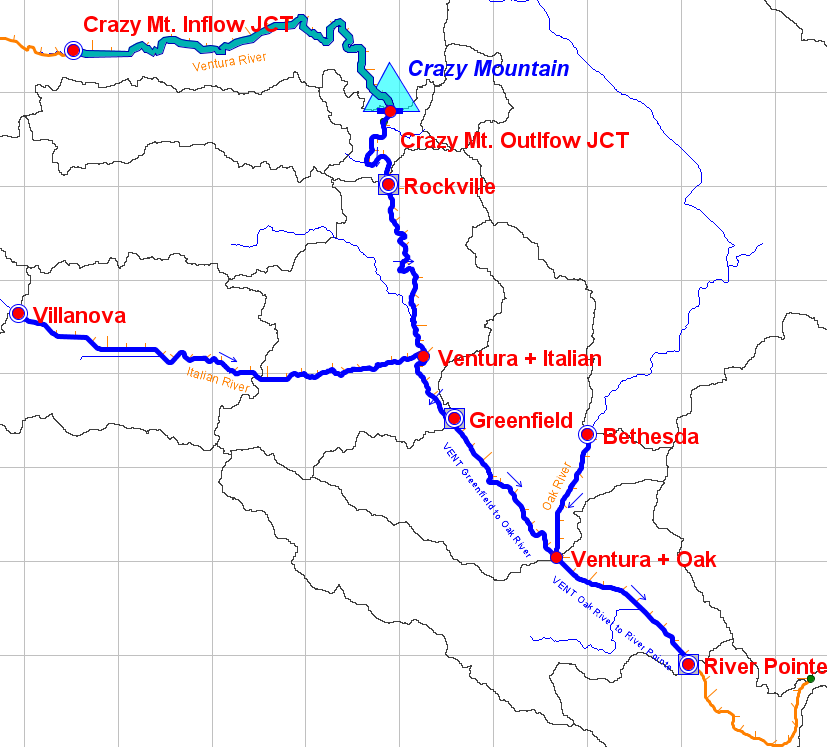 Crazy Mt. Inflow JCT
Ventura River
Crazy Mountain
Crazy Mt. Outlfow JCT
Rockville
Villanova
Ventura + Italian
Italian River
Greenfield
Bethesda
VENT Greenfield to Oak River
Oak River
Ventura + Oak
VENT Oak River to River Pointe
River Pointe